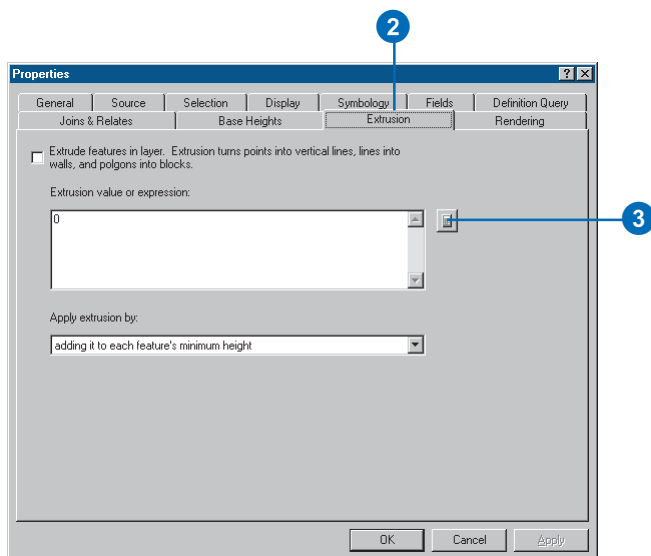 2
Properties
General Source Selection Display Symbology Fields Definition Query
Joins & Relates Base Heights Extrusion Rendering
Extrude features in layer. Extrusion turns points into vertical lines, lines into
walls, and polgons into blocks.
Extrusion value or expression:
0
3
Apply extrusion by:
adding it to each feature's minimum height
OK Cancel Apply